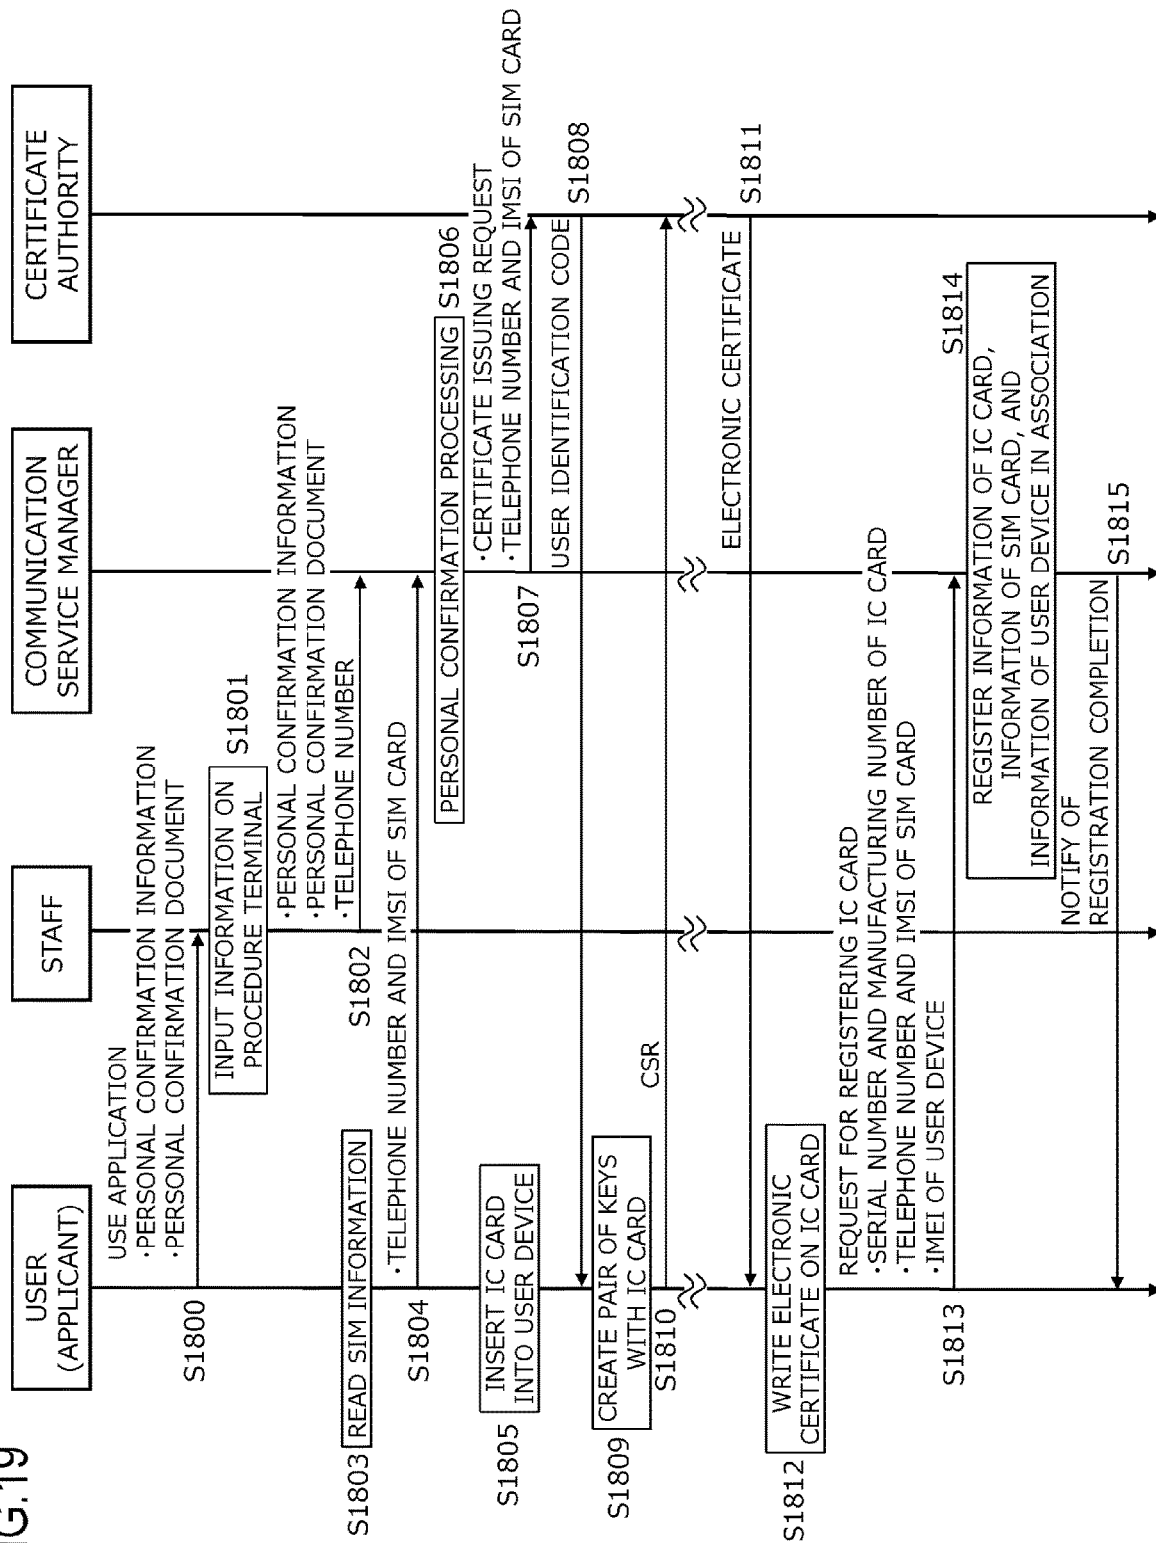 G.19
USER
(APPLICANT)
STAFF
COMMUNICATION
SERVICE MANAGER
CERTIFICATE
AUTHORITY
USE APPLICATION
·PERSONAL CONFIRMATION INFORMATION
·PERSONAL CONFIRMATION DOCUMENT
S1800
INPUT INFORMATION ON
PROCEDURE TERMINAL
S1801
·PERSONAL CONFIRMATION INFORMATION
·PERSONAL CONFIRMATION DOCUMENT
·TELEPHONE NUMBER
S1802
S1803
READ SIM INFORMATION
·TELEPHONE NUMBER AND IMSI OF SIM CARD
S1804
PERSONAL CONFIRMATION PROCESSING
S1806
S1805
INSERT IC CARD
INTO USER DEVICE
·CERTIFICATE ISSUING REQUEST
·TELEPHONE NUMBER AND IMSI OF SIM CARD
S1807
USER IDENTIFICATION CODE
S1808
S1809
CREATE PAIR OF KEYS
WITH IC CARD
CSR
S1810
ELECTRONIC CERTIFICATE
S1811
S1812
WRITE ELECTRONIC
CERTIFICATE ON IC CARD
REQUEST FOR REGISTERING IC CARD
·SERIAL NUMBER AND MANUFACTURING NUMBER OF IC CARD
·TELEPHONE NUMBER AND IMSI OF SIM CARD
·IMEI OF USER DEVICE
S1813
S1814
REGISTER INFORMATION OF IC CARD,
INFORMATION OF SIM CARD, AND
INFORMATION OF USER DEVICE IN ASSOCIATION
NOTIFY OF
REGISTRATION COMPLETION
S1815